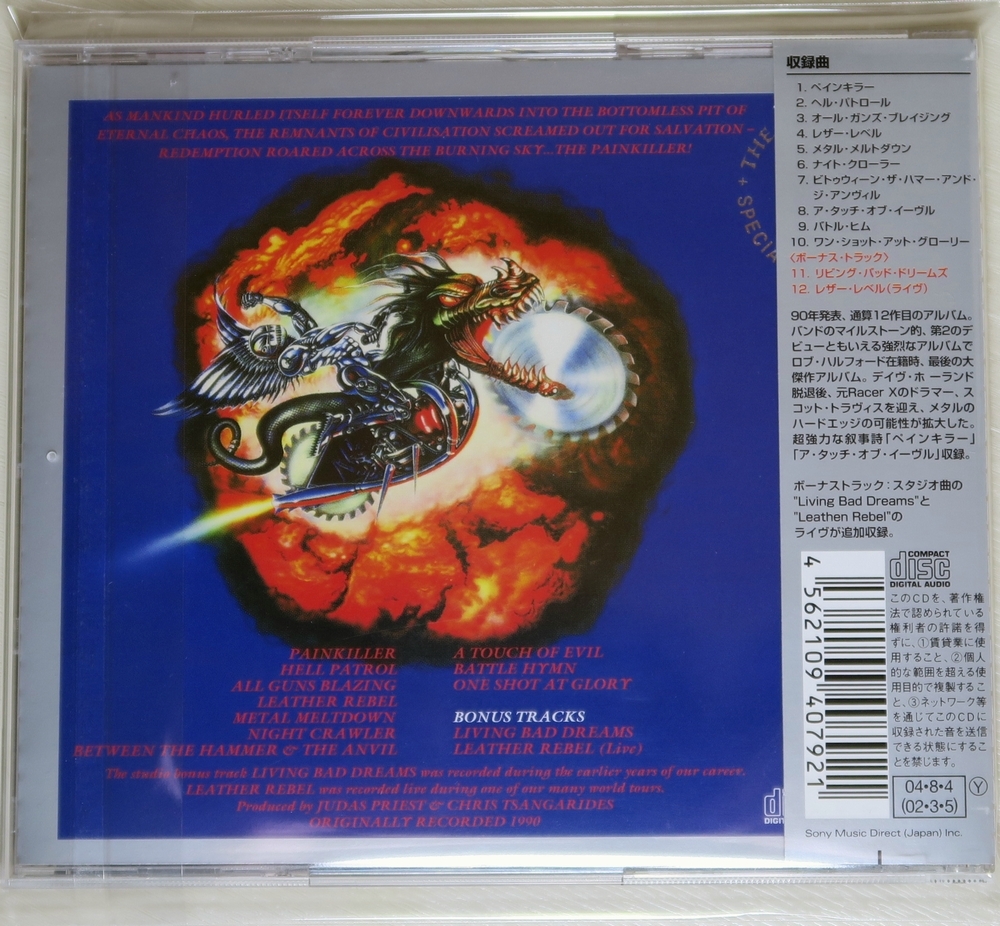 AS MANKIND HURLED ITSELF FOREVER DOWNWARDS INTO THE BOTTOMLESS PIT OF
ETERNAL CHAOS, THE REMNANTS OF CIVILISATION SCREAMED OUT FOR SALVATION –
REDEMPTION ROARED ACROSS THE BURNING SKY...THE PAINKILLER!
+ THE
SPECIA
PAINKILLER
HELL PATROL
ALL GUNS BLAZING
LEATHER REBEL
METAL MELTDOWN
NIGHT CRAWLER
BETWEEN THE HAMMER & THE ANVIL
A TOUCH OF EVIL
BATTLE HYMN
ONE SHOT AT GLORY
BONUS TRACKS
LIVING BAD DREAMS
LEATHER REBEL (Live)
The studio bonus track LIVING BAD DREAMS was recorded during the earlier years of our career.
LEATHER REBEL was recorded live during one of our many world tours.
Produced by JUDAS PRIEST & CHRIS TSANGARIDES
ORIGINALLY RECORDED 1990
収録曲
1. ペインキラー
2. ヘル・パトロール
3. オール・ガンズ・ブレイジング
4. レザー・レベル
5. メタル・メルトダウン
6. ナイト・クローラー
7. ビトゥウィーン・ザ・ハマー・アンド・
ジ・アンヴィル
8. ア・タッチ・オブ・イーヴル
9. バトル・ヒム
10. ワン・ショット・アット・グローリー
〈ボーナス・トラック〉
11. リビング・バッド・ドリームズ
12. レザー・レベル(ライヴ)
90年発表、通算12作目のアルバム。
バンドのマイルストーン的、第2のデ
ビューともいえる強烈なアルバムで
ロブ・ハルフォード在籍時、最後の大
傑作アルバム。デイヴ・ホーランド
脱退後、元Racer Xのドラマー、ス
コット・トラヴィスを迎え、メタルの
ハードエッジの可能性が拡大した。
超強力な叙事詩「ペインキラー」
「ア・タッチ・オブ・イーヴル」収録。
ボーナストラック：スタジオ曲の
"Living Bad Dreams"と
"Leathen Rebel"の
ライヴが追加収録。
COMPACT
disc
DIGITAL AUDIO
このCDを、著作権
法で認められている
権利者の許諾を得
ずに、①賃貸業に使
用すること、②個人
的な範囲を超える使
用目的で複製するこ
と、③ネットワーク等
を通じてこのCDに
収録された音を送信
できる状態にするこ
とを禁じます。
4 562109 407921
04・8・4
(02・3・5)
Y
Sony Music Direct (Japan) Inc.